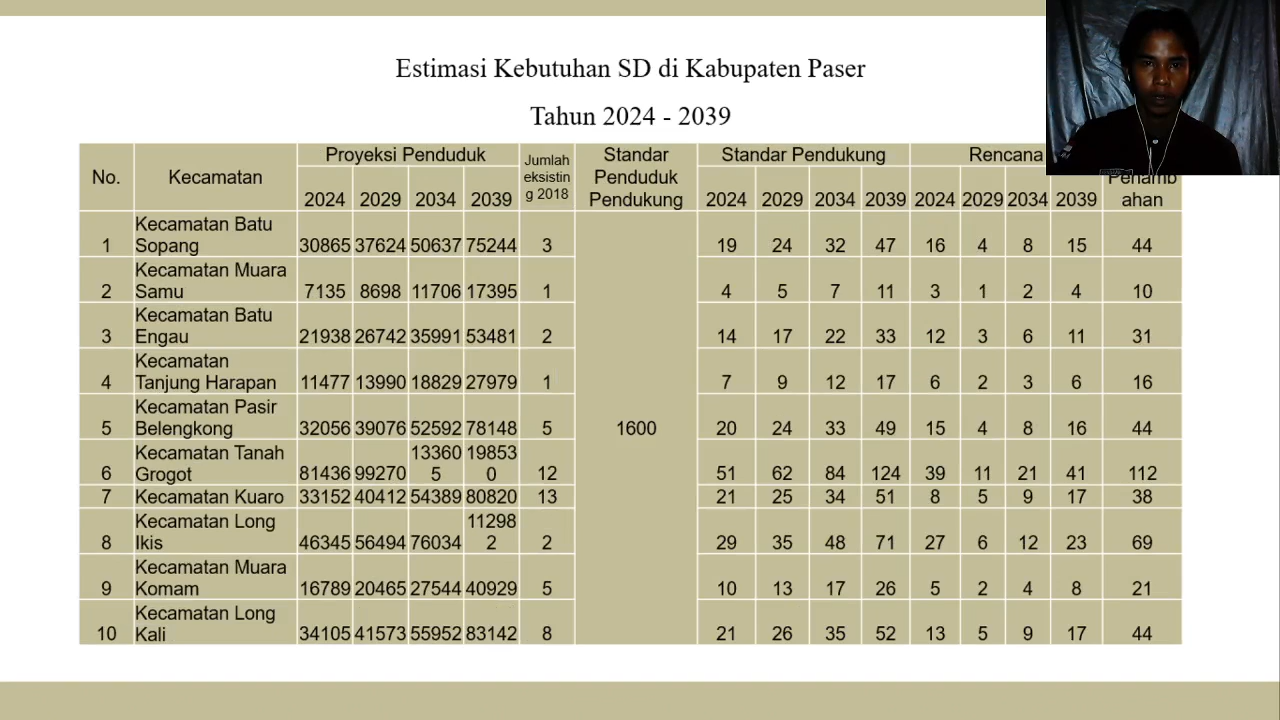 Estimasi Kebutuhan SD di Kabupaten Paser
Tahun 2024 - 2039
No. Kecamatan Proyeksi Penduduk Jumlah eksisting 2018 Standar Penduduk Pendukung Standar Pendukung Rencana Penambahan
2024 2029 2034 2039 2024 2029 2034 2039 2024 2029 2034 2039
1 Kecamatan Batu Sopang 30865 37624 50637 75244 3 19 24 32 47 16 4 8 15 44
2 Kecamatan Muara Samu 7135 8698 11706 17395 1 4 5 7 11 3 1 2 4 10
3 Kecamatan Batu Engau 21938 26742 35991 53481 2 14 17 22 33 12 3 6 11 31
4 Kecamatan Tanjung Harapan 11477 13990 18829 27979 1 7 9 12 17 6 2 3 6 16
5 Kecamatan Pasir Belengkong 32056 39076 52592 78148 5 1600 20 24 33 49 15 4 8 16 44
6 Kecamatan Tanah Grogot 81436 99270 133605 198530 12 51 62 84 124 39 11 21 41 112
7 Kecamatan Kuaro 33152 40412 54389 80820 13 21 25 34 51 8 5 9 17 38
8 Kecamatan Long Ikis 46345 56494 76034 112982 2 29 35 48 71 27 6 12 23 69
9 Kecamatan Muara Komam 16789 20465 27544 40929 5 10 13 17 26 5 2 4 8 21
10 Kecamatan Long Kali 34105 41573 55952 83142 8 21 26 35 52 13 5 9 17 44